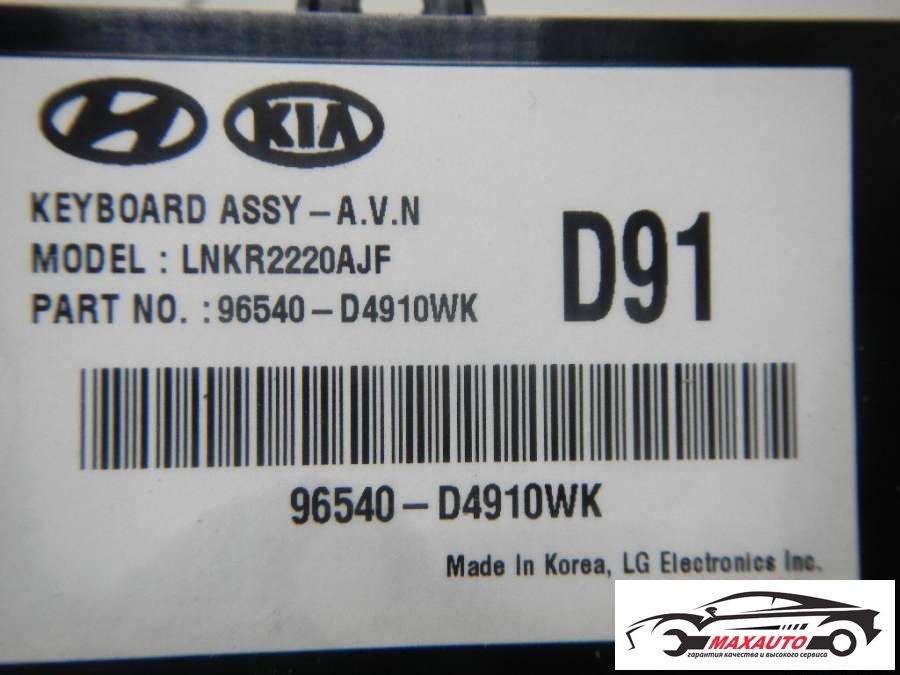 KIA
KEYBOARD ASSY-A.V.N
MODEL : LNKR2220AJF
PART NO. : 96540-D4910WK
D91
96540-D4910WK
Made In Korea, LG Electronics Inc.
MAXAUTO
гарантия качества и высокого сервиса